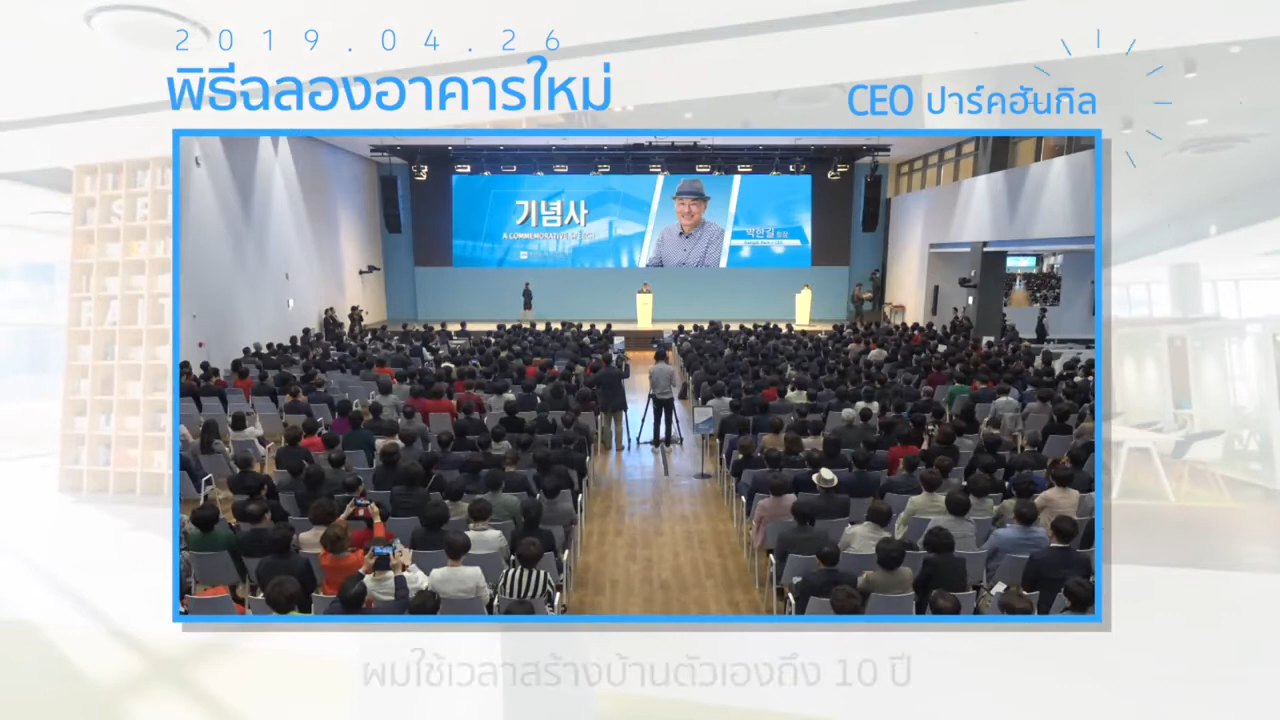 2019.04.26
พิธีฉลองอาคารใหม่
CEO ปาร์คฮันกิล
기념사
A COMMEMORATIVE
박한길 회장
ผมใช้เวลาสร้างบ้านตัวเองถึง 10 ปี